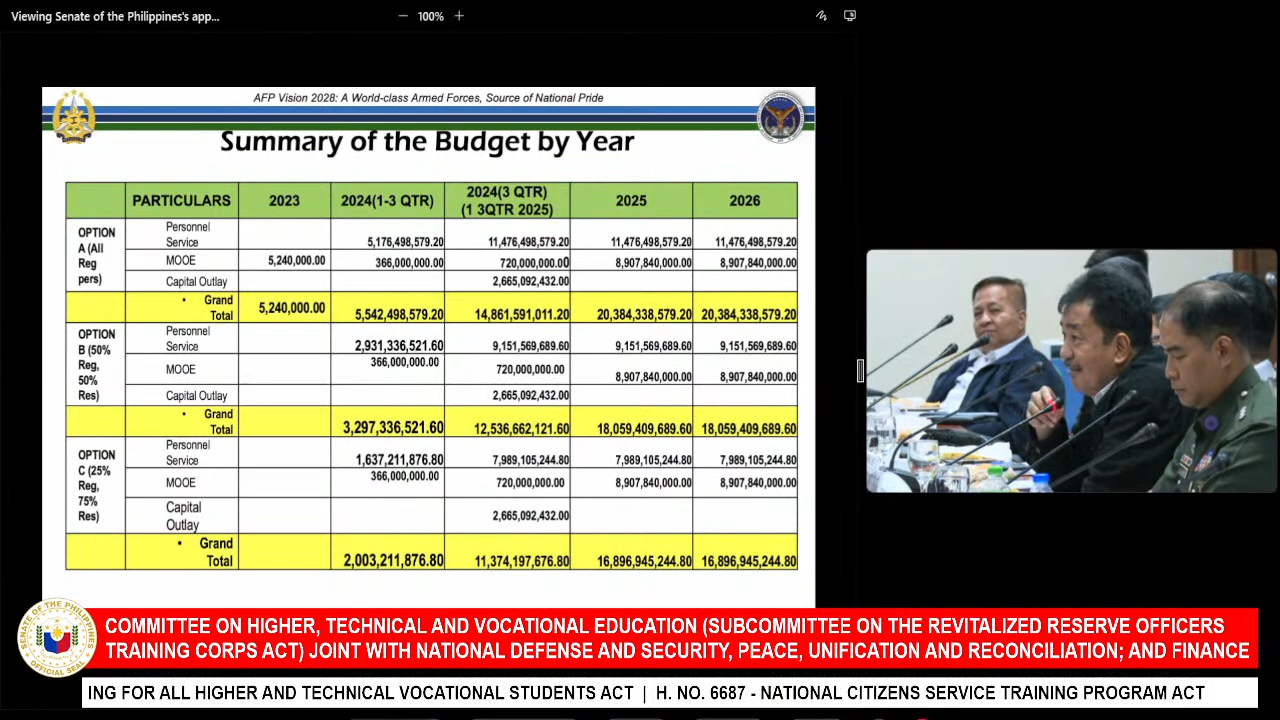 Viewing Senate of the Philippines's app...
100%
AFP Vision 2028: A World-class Armed Forces, Source of National Pride
Summary of the Budget by Year
PARTICULARS 2023 2024(1-3 QTR) 2024(3 QTR) (1 3QTR 2025) 2025 2026
OPTION A (All Reg pers)
Personnel Service 5,176,498,579.20 11,476,498,579.20 11,476,498,579.20 11,476,498,579.20
MOOE 5,240,000.00 366,000,000.00 720,000,000.00 8,907,840,000.00 8,907,840,000.00
Capital Outlay 2,665,092,432.00
• Grand Total 5,240,000.00 5,542,498,579.20 14,861,591,011.20 20,384,338,579.20 20,384,338,579.20
OPTION B (50% Reg, 50% Res)
Personnel Service 2,931,336,521.60 9,151,569,689.60 9,151,569,689.60 9,151,569,689.60
MOOE 366,000,000.00 720,000,000.00 8,907,840,000.00 8,907,840,000.00
Capital Outlay 2,665,092,432.00
• Grand Total 3,297,336,521.60 12,536,662,121.60 18,059,409,689.60 18,059,409,689.60
OPTION C (25% Reg, 75% Res)
Personnel Service 1,637,211,876.80 7,989,105,244.80 7,989,105,244.80 7,989,105,244.80
MOOE 366,000,000.00 720,000,000.00 8,907,840,000.00 8,907,840,000.00
Capital Outlay 2,665,092,432.00
• Grand Total 2,003,211,876.80 11,374,197,676.80 16,896,945,244.80 16,896,945,244.80
COMMITTEE ON HIGHER, TECHNICAL AND VOCATIONAL EDUCATION (SUBCOMMITTEE ON THE REVITALIZED RESERVE OFFICERS
TRAINING CORPS ACT) JOINT WITH NATIONAL DEFENSE AND SECURITY, PEACE, UNIFICATION AND RECONCILIATION; AND FINANCE
ING FOR ALL HIGHER AND TECHNICAL VOCATIONAL STUDENTS ACT | H. NO. 6687 - NATIONAL CITIZENS SERVICE TRAINING PROGRAM ACT
SENATE OF THE PHILIPPINES
OFFICIAL SEAL